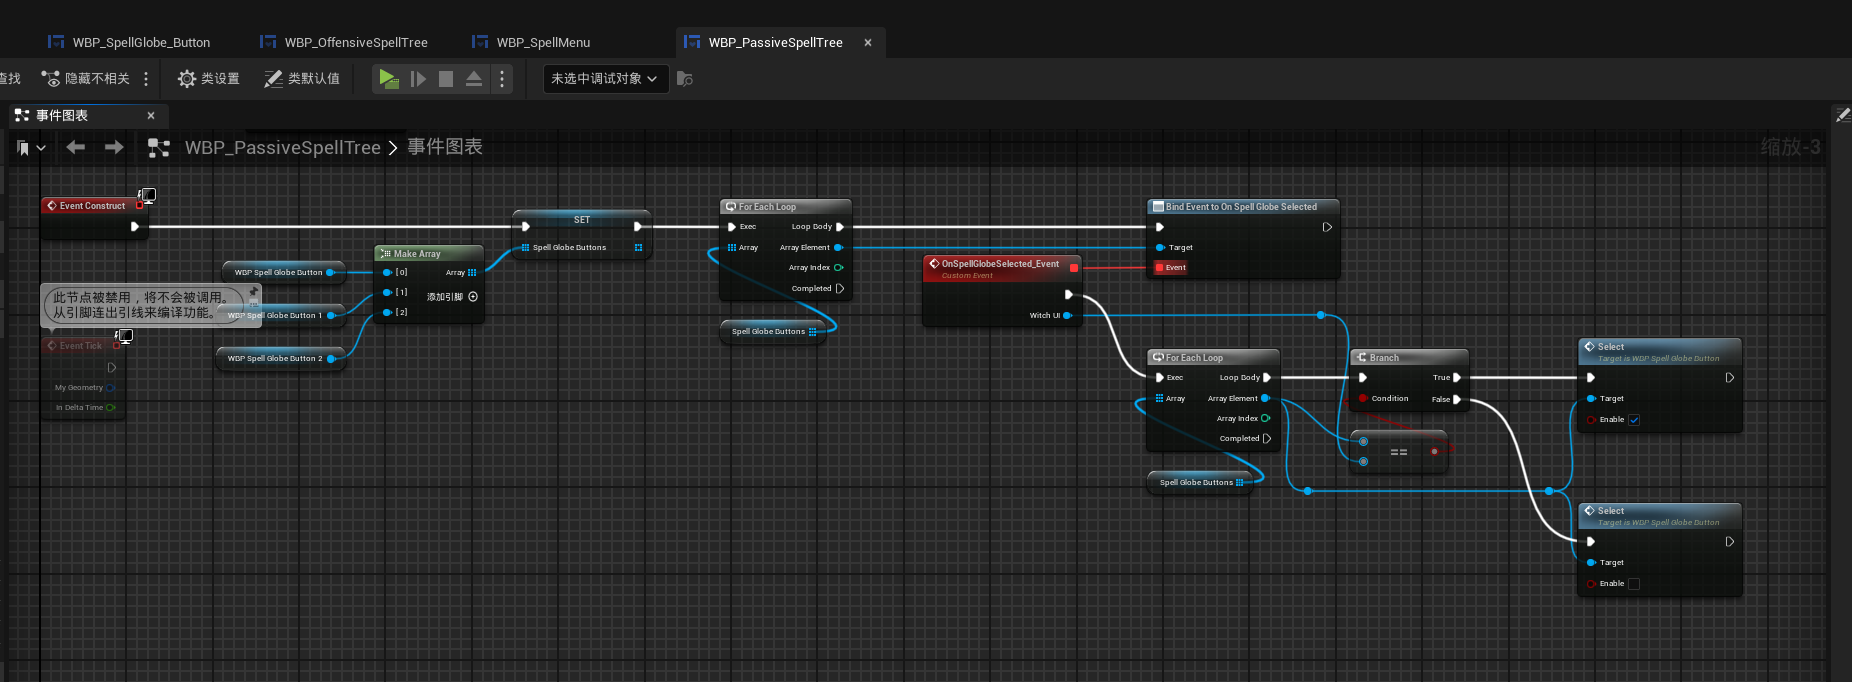 WBP_SpellGlobe_Button
WBP_OffensiveSpellTree
WBP_SpellMenu
WBP_PassiveSpellTree
查找
隐藏不相关
类设置
类默认值
未选中调试对象
事件图表
WBP_PassiveSpellTree > 事件图表
缩放-3
Event Construct
SET
Spell Globe Buttons
Make Array
[0]
Array
[1]
添加引脚
[2]
WBP Spell Globe Button
WBP Spell Globe Button 1
WBP Spell Globe Button 2
此节点被禁用，将不会被调用。
从引脚连出引线来编译功能。
Event Tick
My Geometry
In Delta Time
For Each Loop
Exec
Loop Body
Array
Array Element
Array Index
Completed
Spell Globe Buttons
Bind Event to On Spell Globe Selected
Target
Event
OnSpellGlobeSelected_Event
Custom Event
Witch UI
For Each Loop
Exec
Loop Body
Array
Array Element
Array Index
Completed
Spell Globe Buttons
Branch
True
Condition
False
==
Select
Target is WBP Spell Globe Button
Target
Enable
Select
Target is WBP Spell Globe Button
Target
Enable